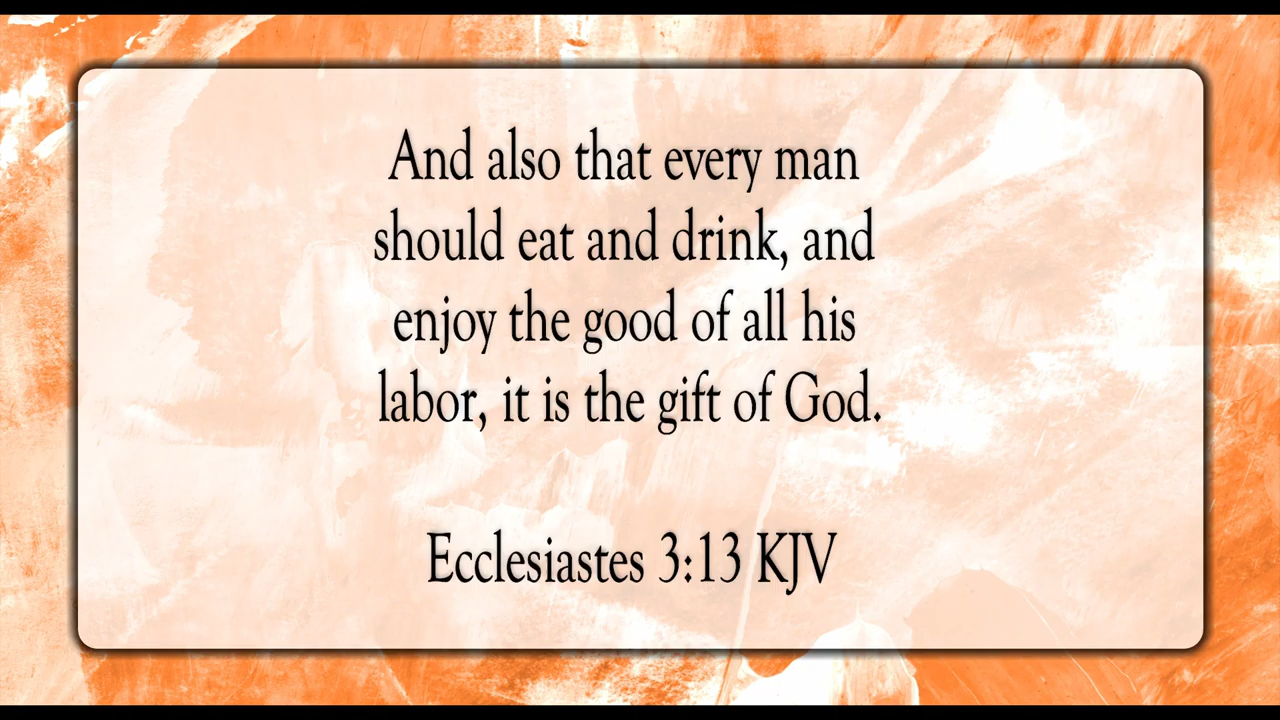 And also that every man
should eat and drink, and
enjoy the good of all his
labor, it is the gift of God.
Ecclesiastes 3:13 KJV